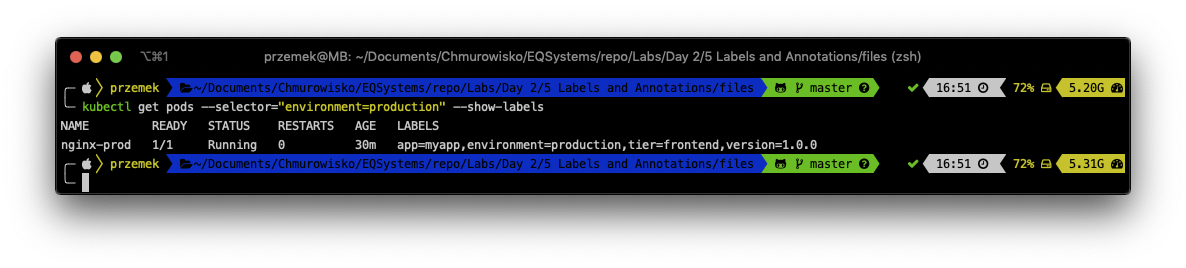 ⌥⌘1 przemek@MB: ~/Documents/Chmurowisko/EQSystems/repo/Labs/Day 2/5 Labels and Annotations/files (zsh)
przemek ~/Documents/Chmurowisko/EQSystems/repo/Labs/Day 2/5 Labels and Annotations/files master ? ✔ 16:51 72% 5.20G
kubectl get pods --selector="environment=production" --show-labels
NAME READY STATUS RESTARTS AGE LABELS
nginx-prod 1/1 Running 0 30m app=myapp,environment=production,tier=frontend,version=1.0.0
przemek ~/Documents/Chmurowisko/EQSystems/repo/Labs/Day 2/5 Labels and Annotations/files master ? ✔ 16:51 72% 5.31G